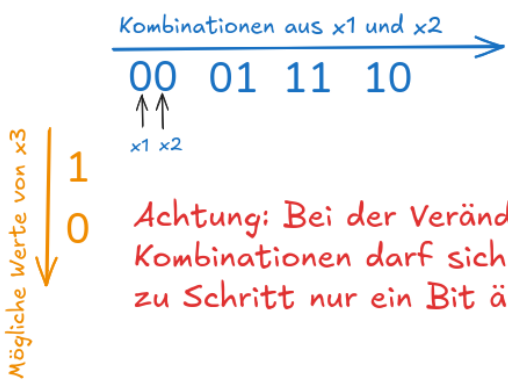 Kombinationen aus x1 und x2
00 01 11 10
x1 x2
Mögliche Werte von x3
1
0
Achtung: Bei der Veränd
Kombinationen darf sich
zu Schritt nur ein Bit ä